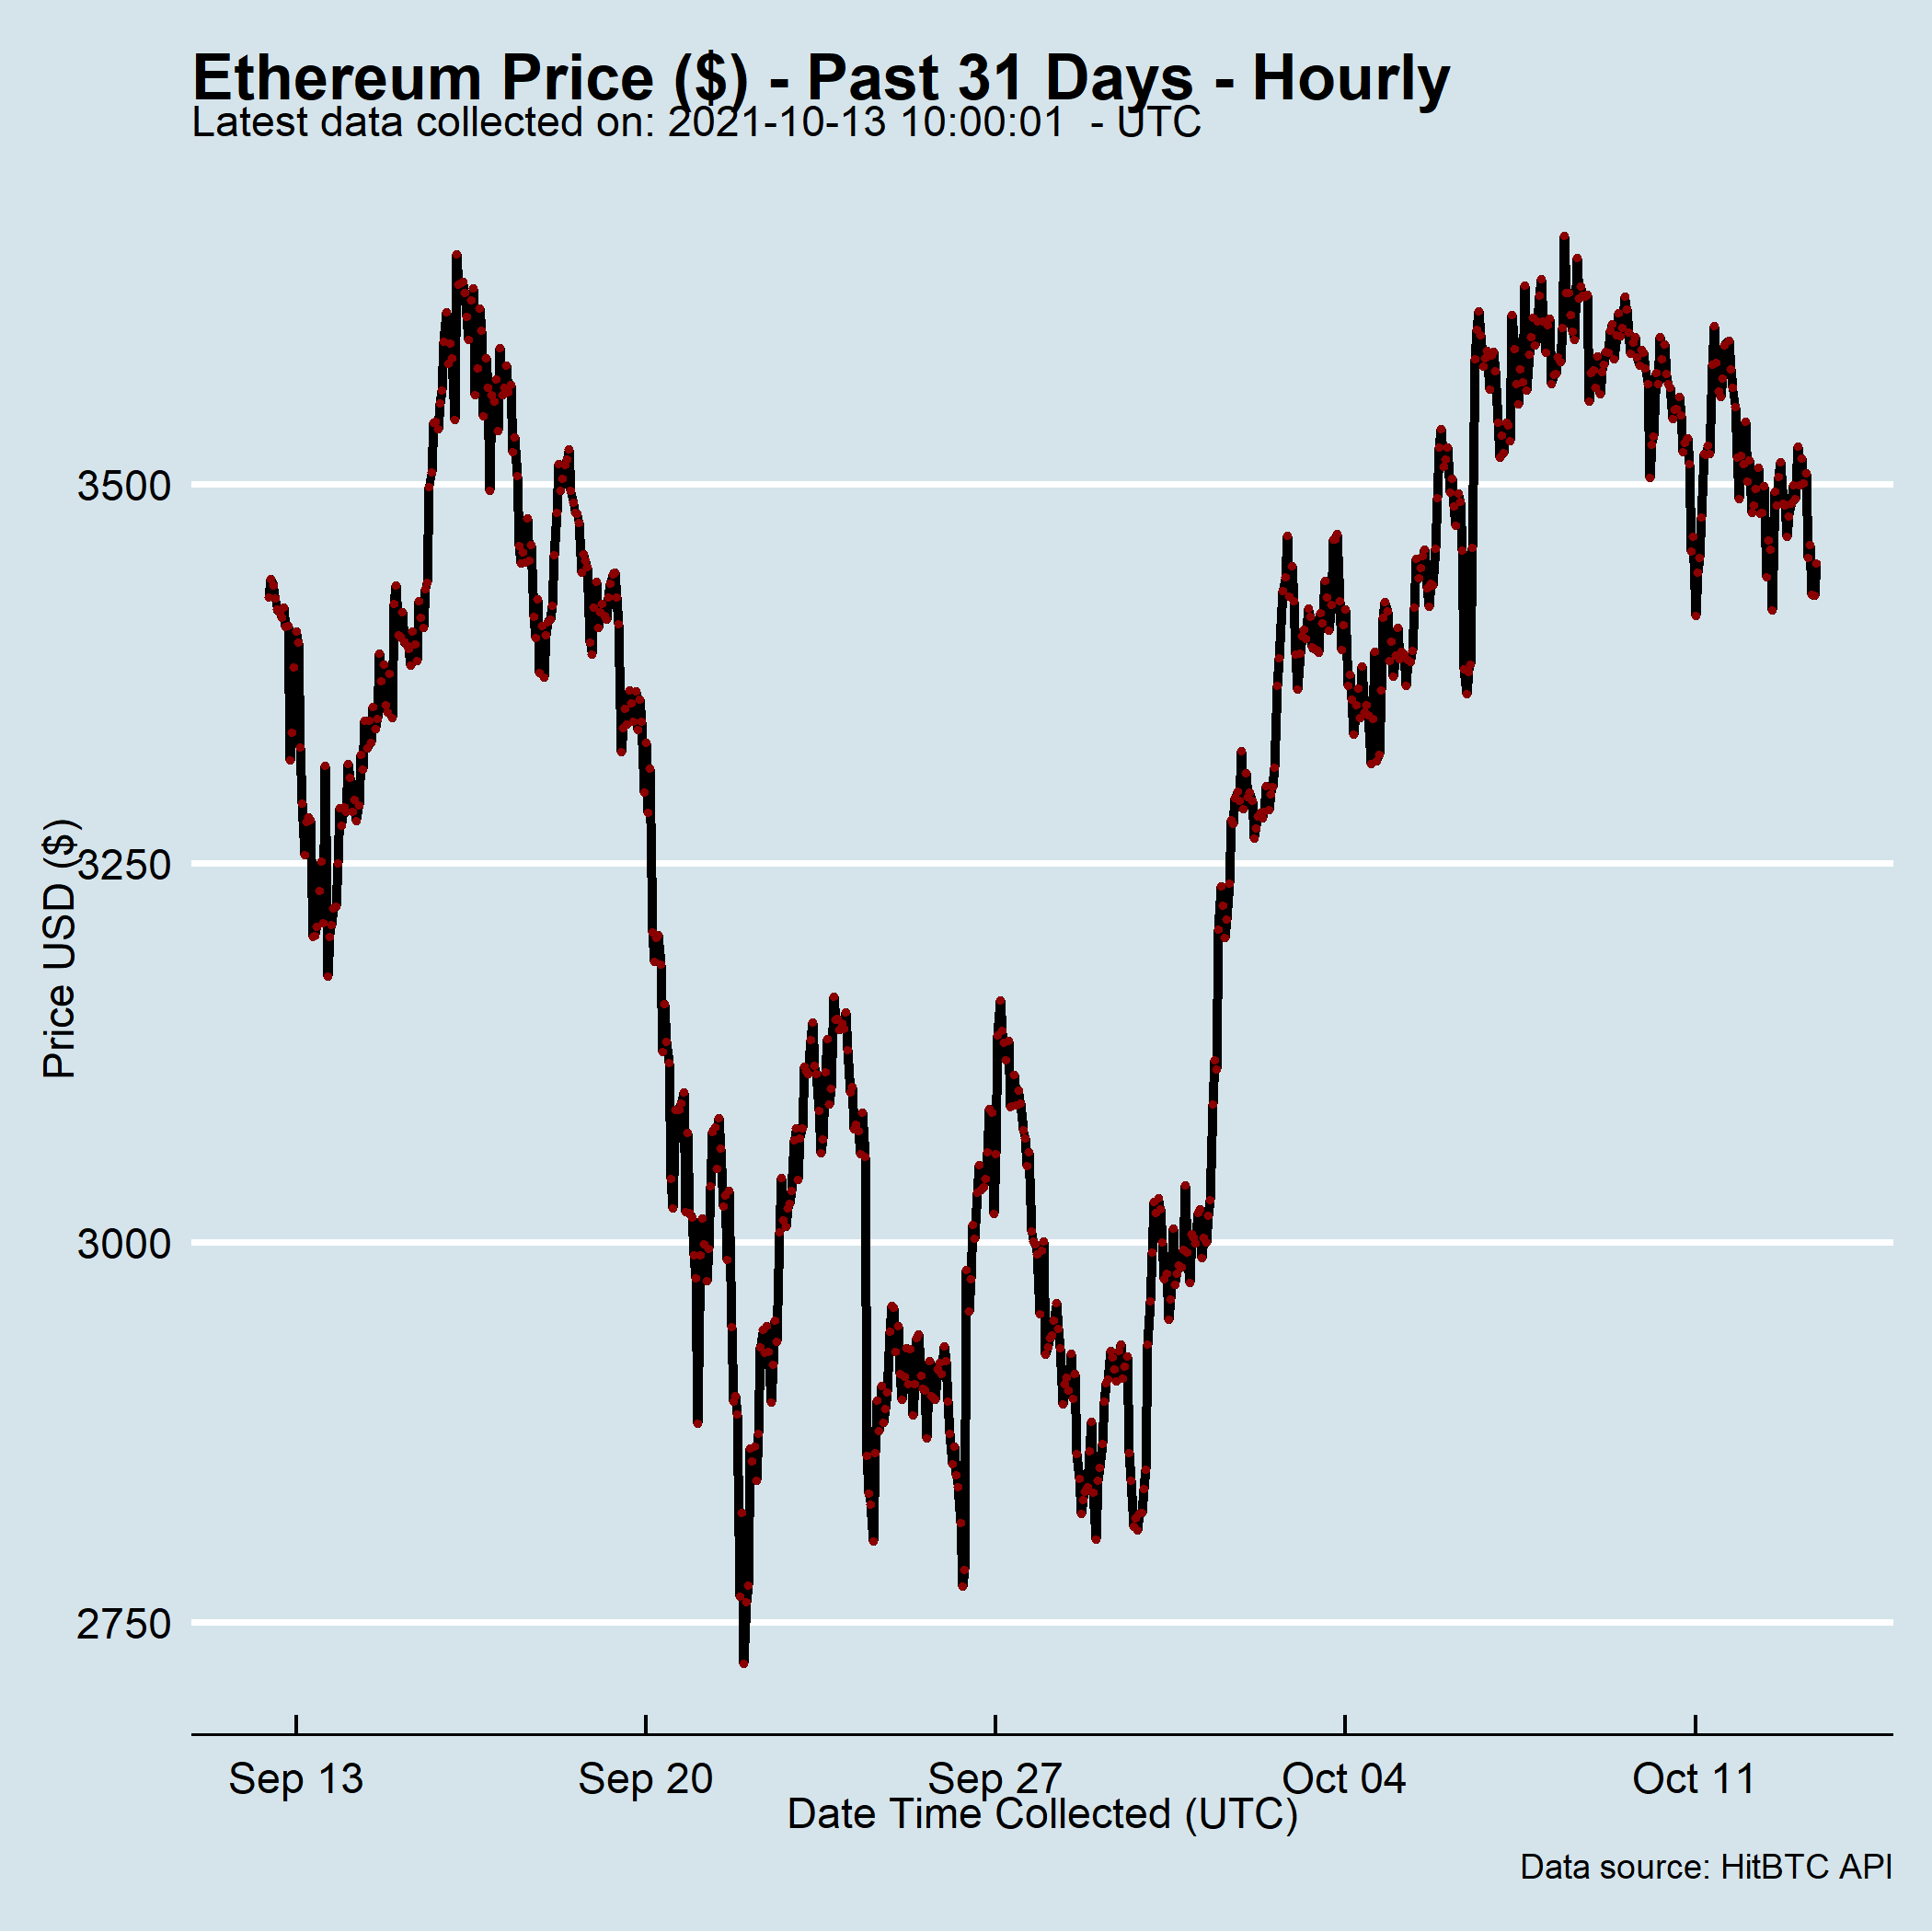 Ethereum Price ($) - Past 31 Days - Hourly
Latest data collected on: 2021-10-13 10:00:01  - UTC
Price USD ($)
3500
3250
3000
2750
Sep 13 Sep 20 Sep 27 Oct 04 Oct 11
Date Time Collected (UTC)
Data source: HitBTC API